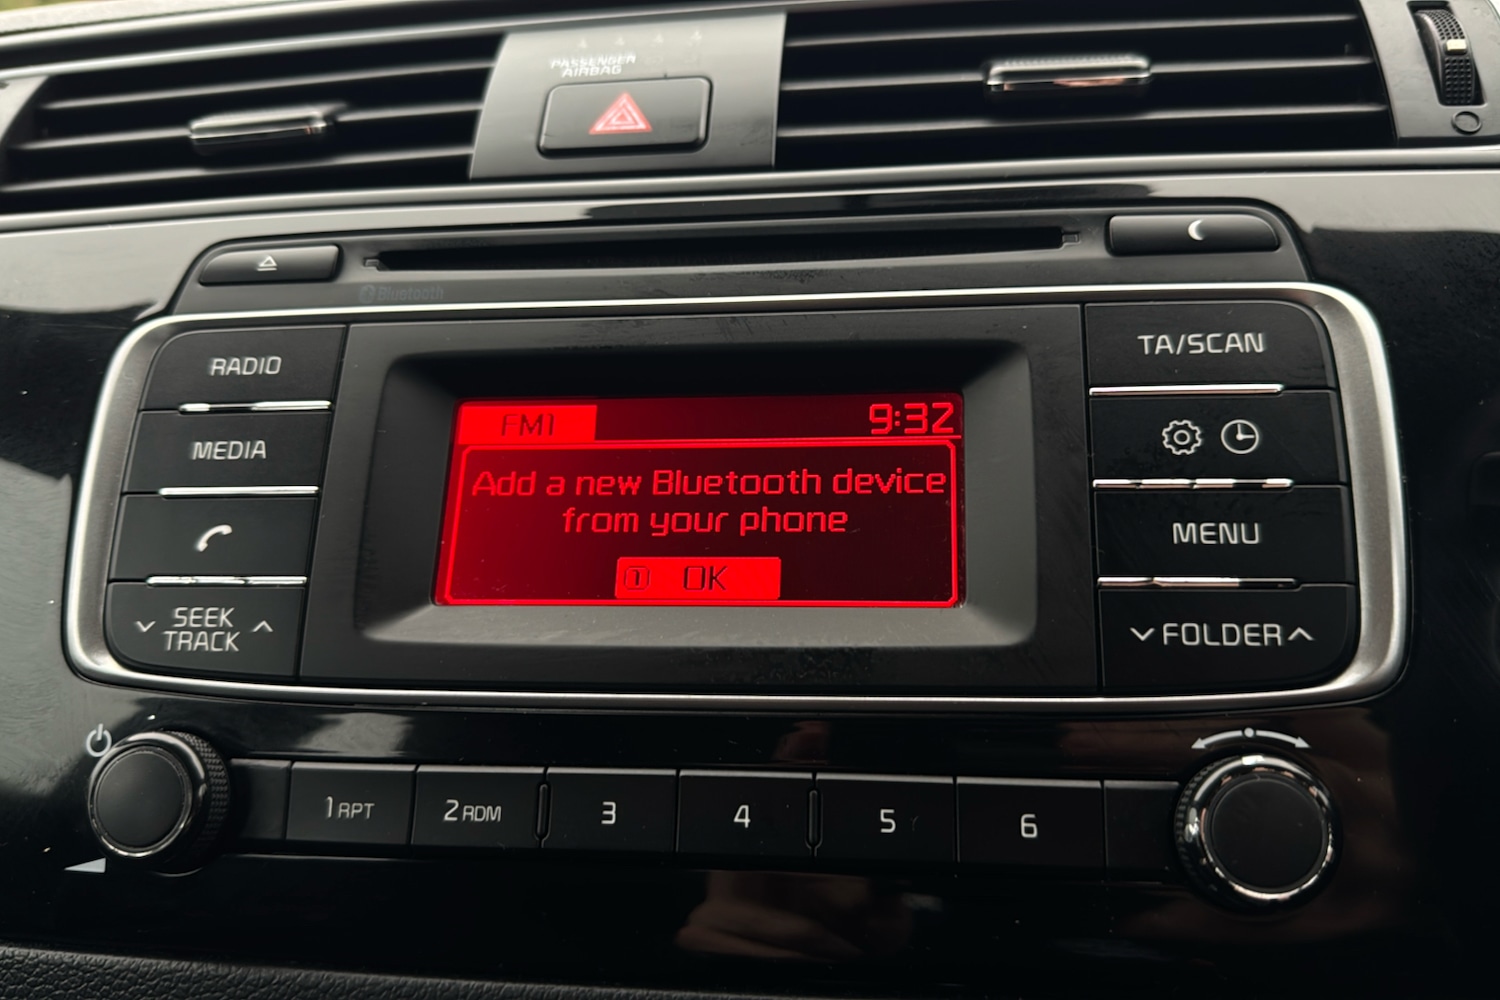 PASSENGER
AIRBAG
Bluetooth
RADIO
MEDIA
SEEK
TRACK
FM1 9:32
Add a new Bluetooth device
from your phone
1 OK
TA/SCAN
MENU
FOLDER
1 RPT 2 RDM 3 4 5 6